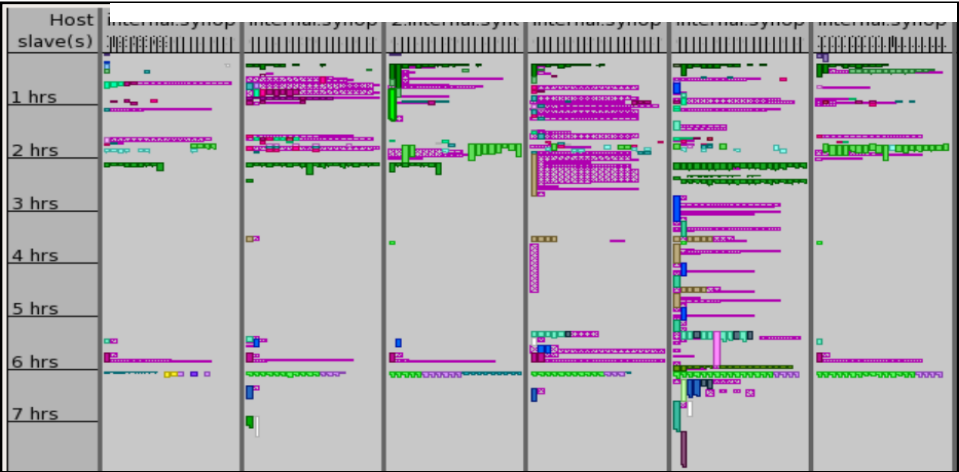 Host internal.synop internal.synop 2.internal.synt internal.synop internal.synop internal.synop
slave(s)
1 hrs
2 hrs
3 hrs
4 hrs
5 hrs
6 hrs
7 hrs